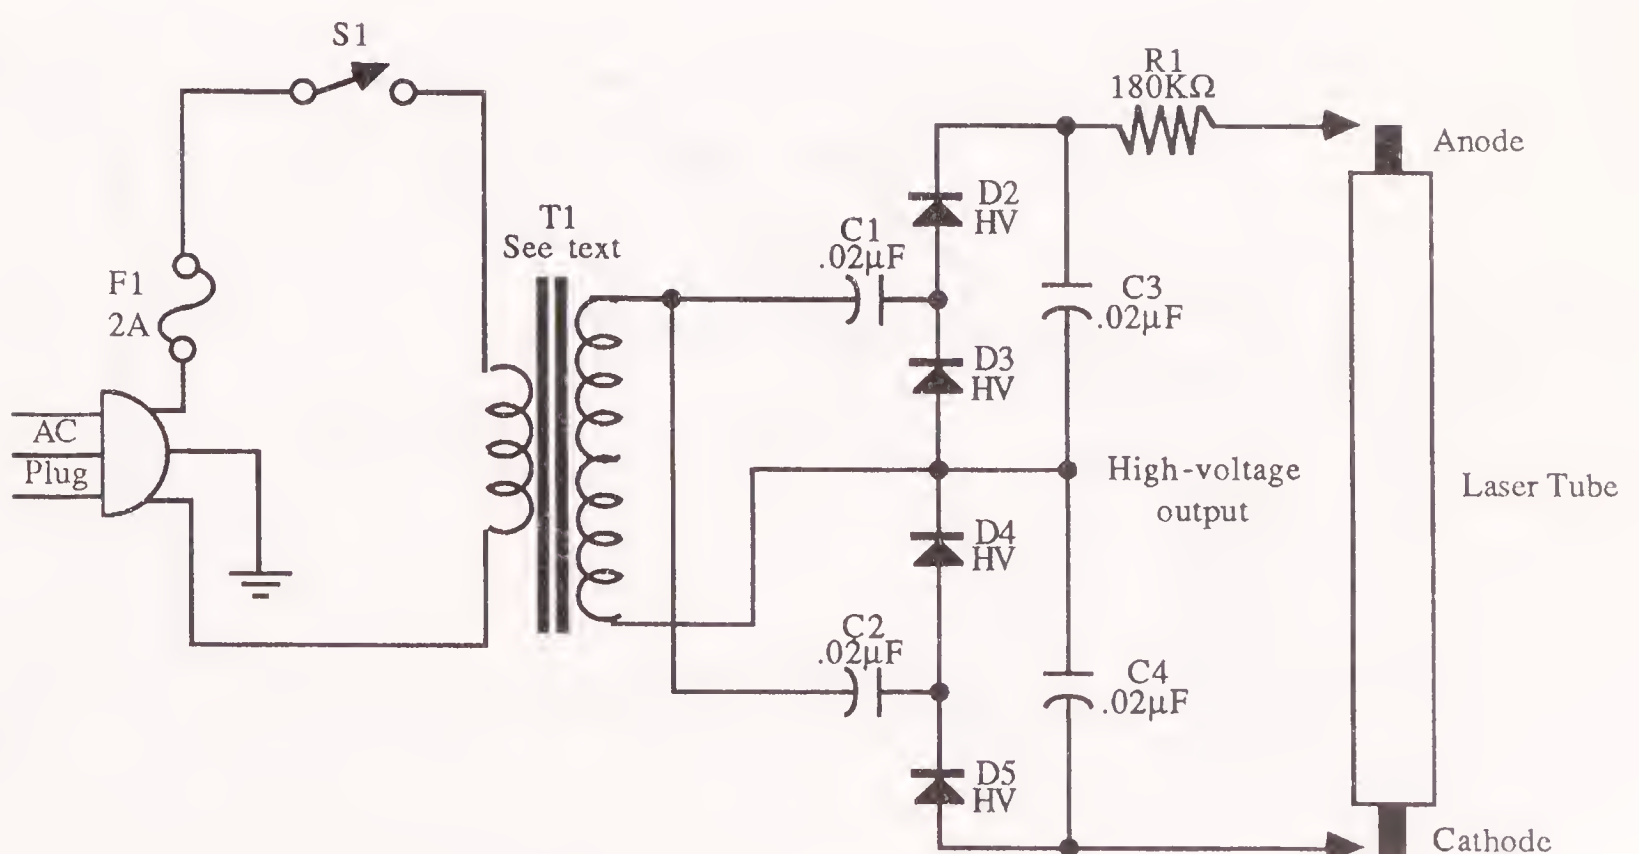 S1
R1
180KΩ
Anode
D2
HV
T1
See text
C1
.02µF
F1
2A
C3
.02µF
D3
HV
AC
Plug
High-voltage
output
Laser Tube
D4
HV
C2
.02µF
C4
.02µF
D5
HV
Cathode